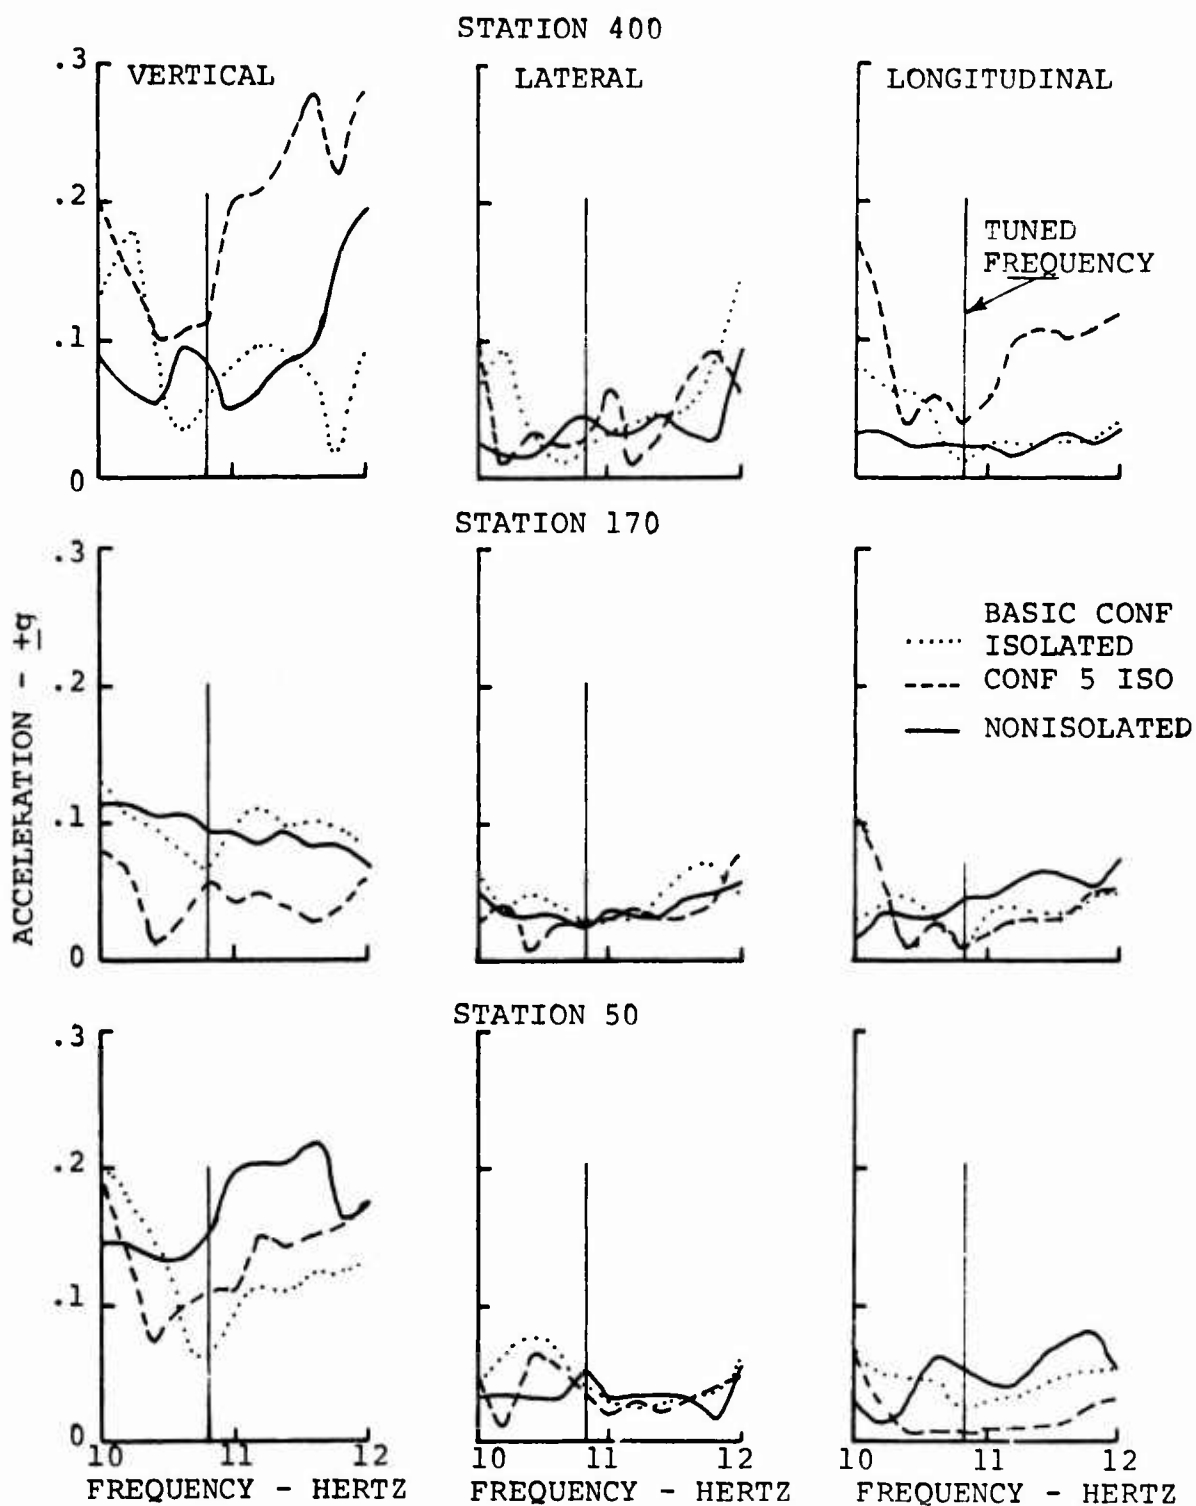 STATION 400
VERTICAL
LATERAL
LONGITUDINAL
.3
.2
.1
0
TUNED
FREQUENCY
STATION 170
.3
.2
.1
0
ACCELERATION - ±g
BASIC CONF
ISOLATED
CONF 5 ISO
NONISOLATED
STATION 50
.3
.2
.1
0
10 11 12
10 11 12
10 11 12
FREQUENCY - HERTZ
FREQUENCY - HERTZ
FREQUENCY - HERTZ